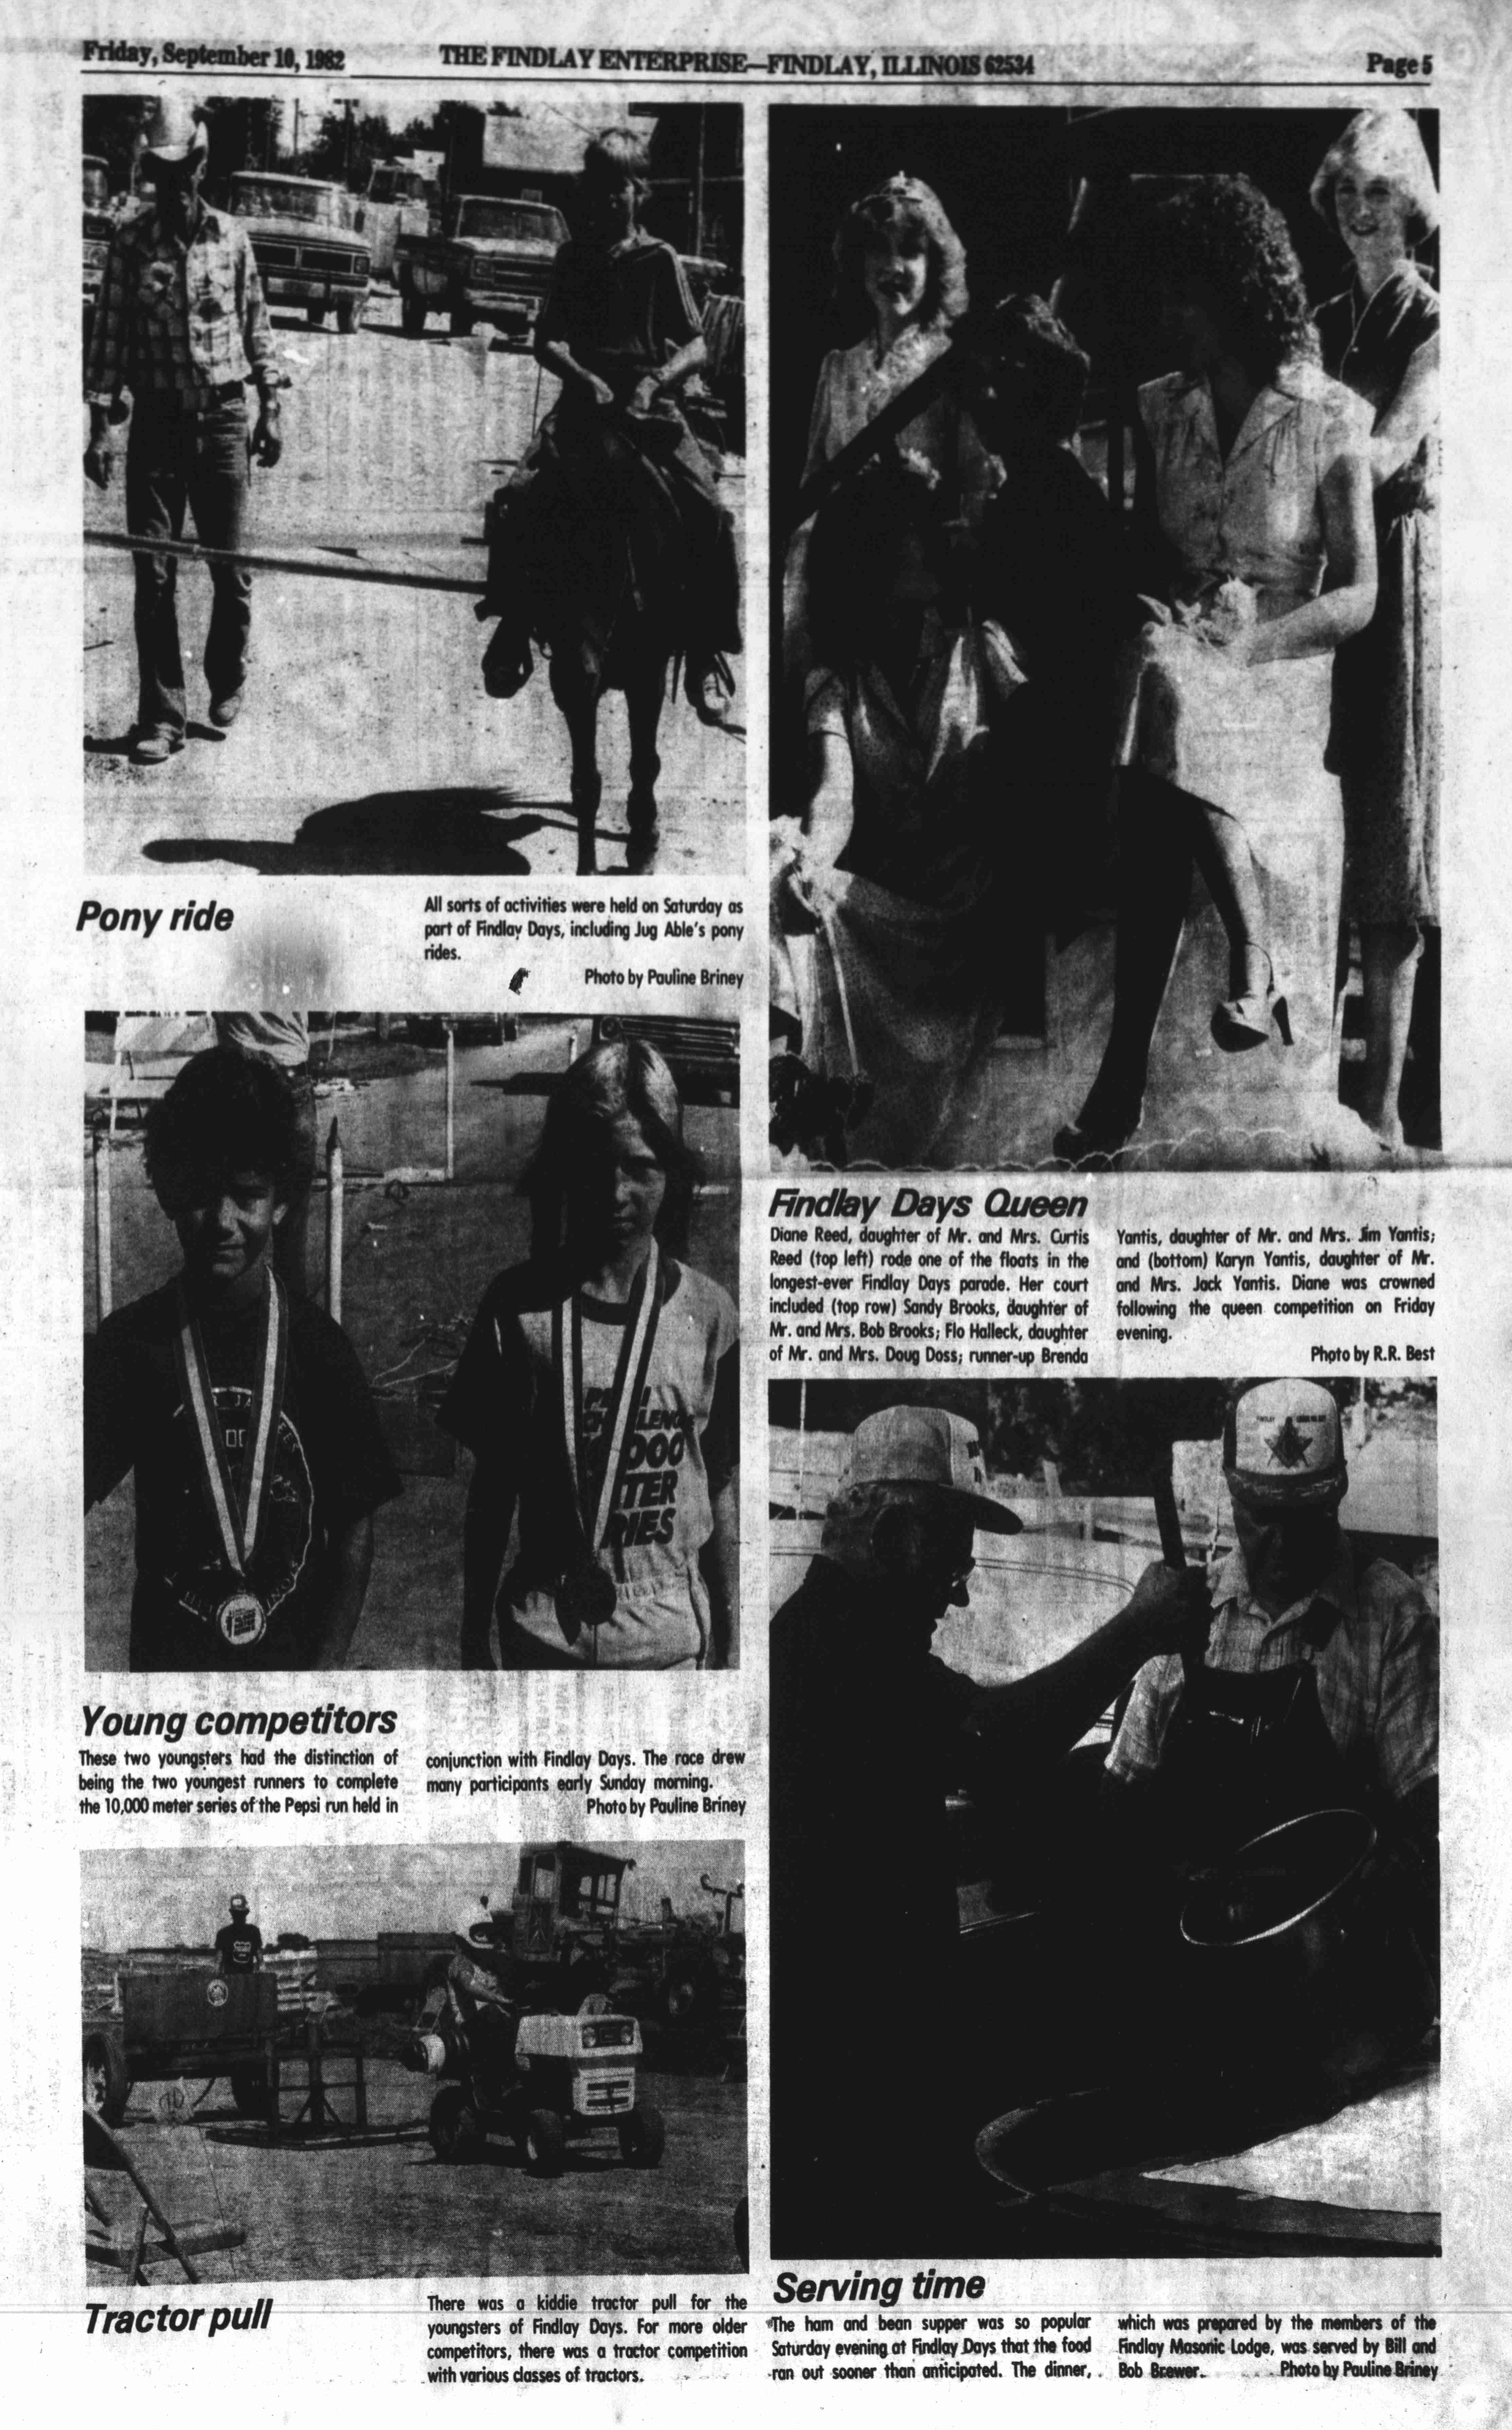 Friday, September 10, 1982
THE FINDLAY ENTERPRISE—FINDLAY, ILLINOIS 62534
Page 5
Pony ride
All sorts of activities were held on Saturday as
part of Findlay Days, including Jug Able's pony
rides.
Photo by Pauline Briney
LENG
000
TER
RIES
Young competitors
These two youngsters had the distinction of
being the two youngest runners to complete
the 10,000 meter series of the Pepsi run held in
conjunction with Findlay Days. The race drew
many participants early Sunday morning.
Photo by Pauline Briney
Tractor pull
There was a kiddie tractor pull for the
youngsters of Findlay Days. For more older
competitors, there was a tractor competition
with various classes of tractors.
Findlay Days Queen
Diane Reed, daughter of Mr. and Mrs. Curtis
Reed (top left) rode one of the floats in the
longest-ever Findlay Days parade. Her court
included (top row) Sandy Brooks, daughter of
Mr. and Mrs. Bob Brooks; Flo Halleck, daughter
of Mr. and Mrs. Doug Doss; runner-up Brenda
Yantis, daughter of Mr. and Mrs. Jim Yantis;
and (bottom) Karyn Yantis, daughter of Mr.
and Mrs. Jack Yantis. Diane was crowned
following the queen competition on Friday
evening.
Photo by R.R. Best
Serving time
The ham and bean supper was so popular
Saturday evening at Findlay Days that the food
ran out sooner than anticipated. The dinner,
which was prepared by the members of the
Findlay Masonic Lodge, was served by Bill and
Bob Brewer.
Photo by Pauline Briney